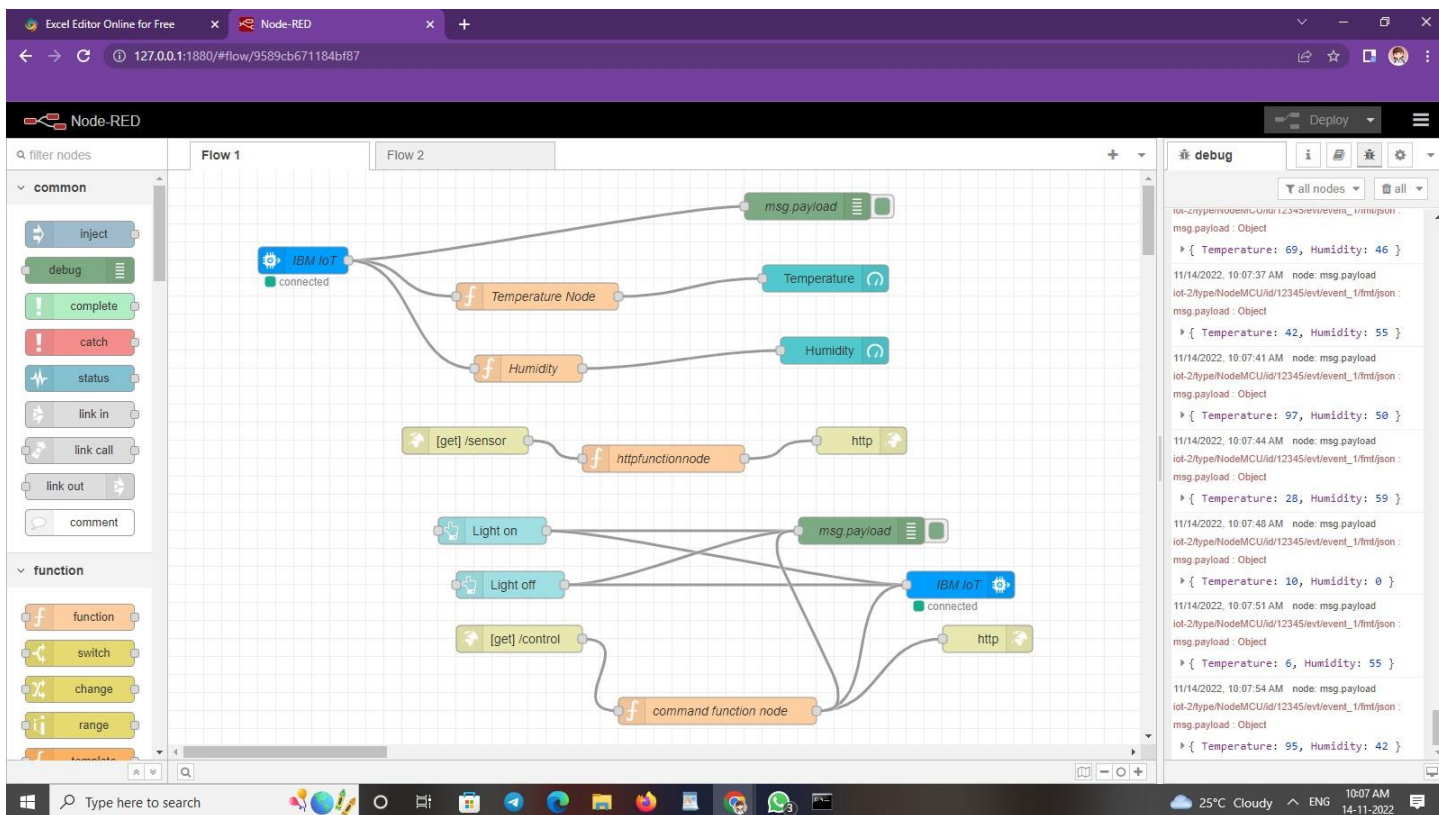 Excel Editor Online for Free
Node-RED
127.0.0.1:1880/#flow/9589cb671184bf87
Node-RED
Deploy
filter nodes
Flow 1
Flow 2
debug
i
all nodes
all
common
inject
debug
complete
catch
status
link in
link call
link out
comment
function
function
switch
change
range
template
msg.payload
IBM IoT
connected
Temperature Node
Temperature
Humidity
Humidity
[get] /sensor
httpfunctionnode
http
Light on
msg.payload
Light off
IBM IoT
connected
[get] /control
http
command function node
iot-2/type/NodeMCU/id/12345/evt/event_1/fmt/json :
msg.payload : Object
{ Temperature: 69, Humidity: 46 }
11/14/2022, 10:07:37 AM node: msg.payload
iot-2/type/NodeMCU/id/12345/evt/event_1/fmt/json :
msg.payload : Object
{ Temperature: 42, Humidity: 55 }
11/14/2022, 10:07:41 AM node: msg.payload
iot-2/type/NodeMCU/id/12345/evt/event_1/fmt/json :
msg.payload : Object
{ Temperature: 97, Humidity: 50 }
11/14/2022, 10:07:44 AM node: msg.payload
iot-2/type/NodeMCU/id/12345/evt/event_1/fmt/json :
msg.payload : Object
{ Temperature: 28, Humidity: 59 }
11/14/2022, 10:07:48 AM node: msg.payload
iot-2/type/NodeMCU/id/12345/evt/event_1/fmt/json :
msg.payload : Object
{ Temperature: 10, Humidity: 0 }
11/14/2022, 10:07:51 AM node: msg.payload
iot-2/type/NodeMCU/id/12345/evt/event_1/fmt/json :
msg.payload : Object
{ Temperature: 6, Humidity: 55 }
11/14/2022, 10:07:54 AM node: msg.payload
iot-2/type/NodeMCU/id/12345/evt/event_1/fmt/json :
msg.payload : Object
{ Temperature: 95, Humidity: 42 }
Type here to search
3
25°C Cloudy
ENG
10:07 AM
14-11-2022